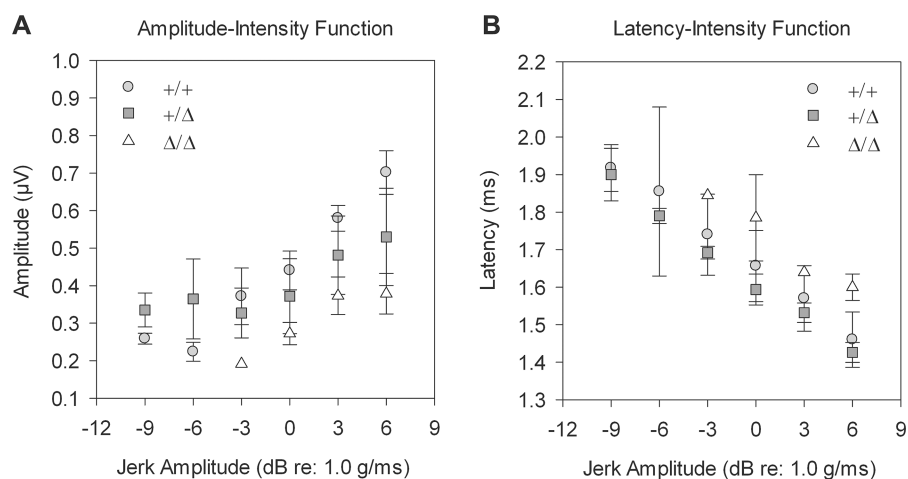 A Amplitude-Intensity Function
1.0
0.9
0.8
0.7
0.6
0.5
0.4
0.3
0.2
0.1
Amplitude (µV)
+/+
+/Δ
Δ/Δ
-12 -9 -6 -3 0 3 6 9
Jerk Amplitude (dB re: 1.0 g/ms)
B Latency-Intensity Function
2.2
2.1
2.0
1.9
1.8
1.7
1.6
1.5
1.4
1.3
Latency (ms)
+/+
+/Δ
Δ/Δ
-12 -9 -6 -3 0 3 6 9
Jerk Amplitude (dB re: 1.0 g/ms)